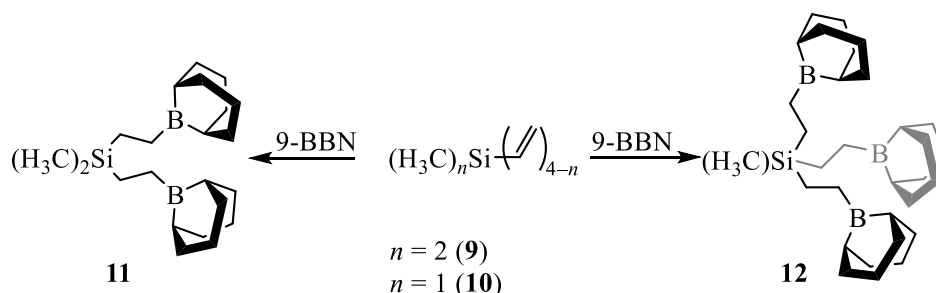 B
B
(H3C)2Si
11
9-BBN
(H3C)nSi
4–n
n = 2 (9)
n = 1 (10)
9-BBN
B
(H3C)Si
B
B
12